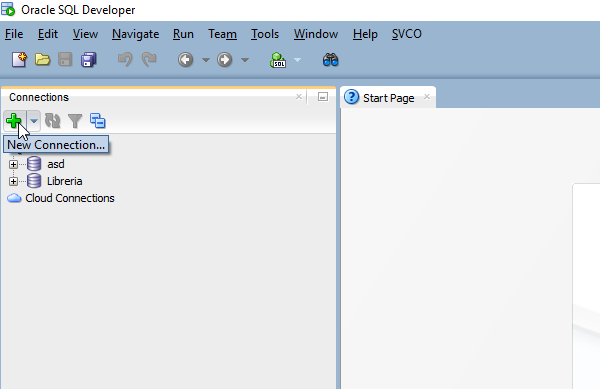 Oracle SQL Developer
File Edit View Navigate Run Team Tools Window Help SVCO
SQL
Connections
Start Page
New Connection...
asd
Libreria
Cloud Connections